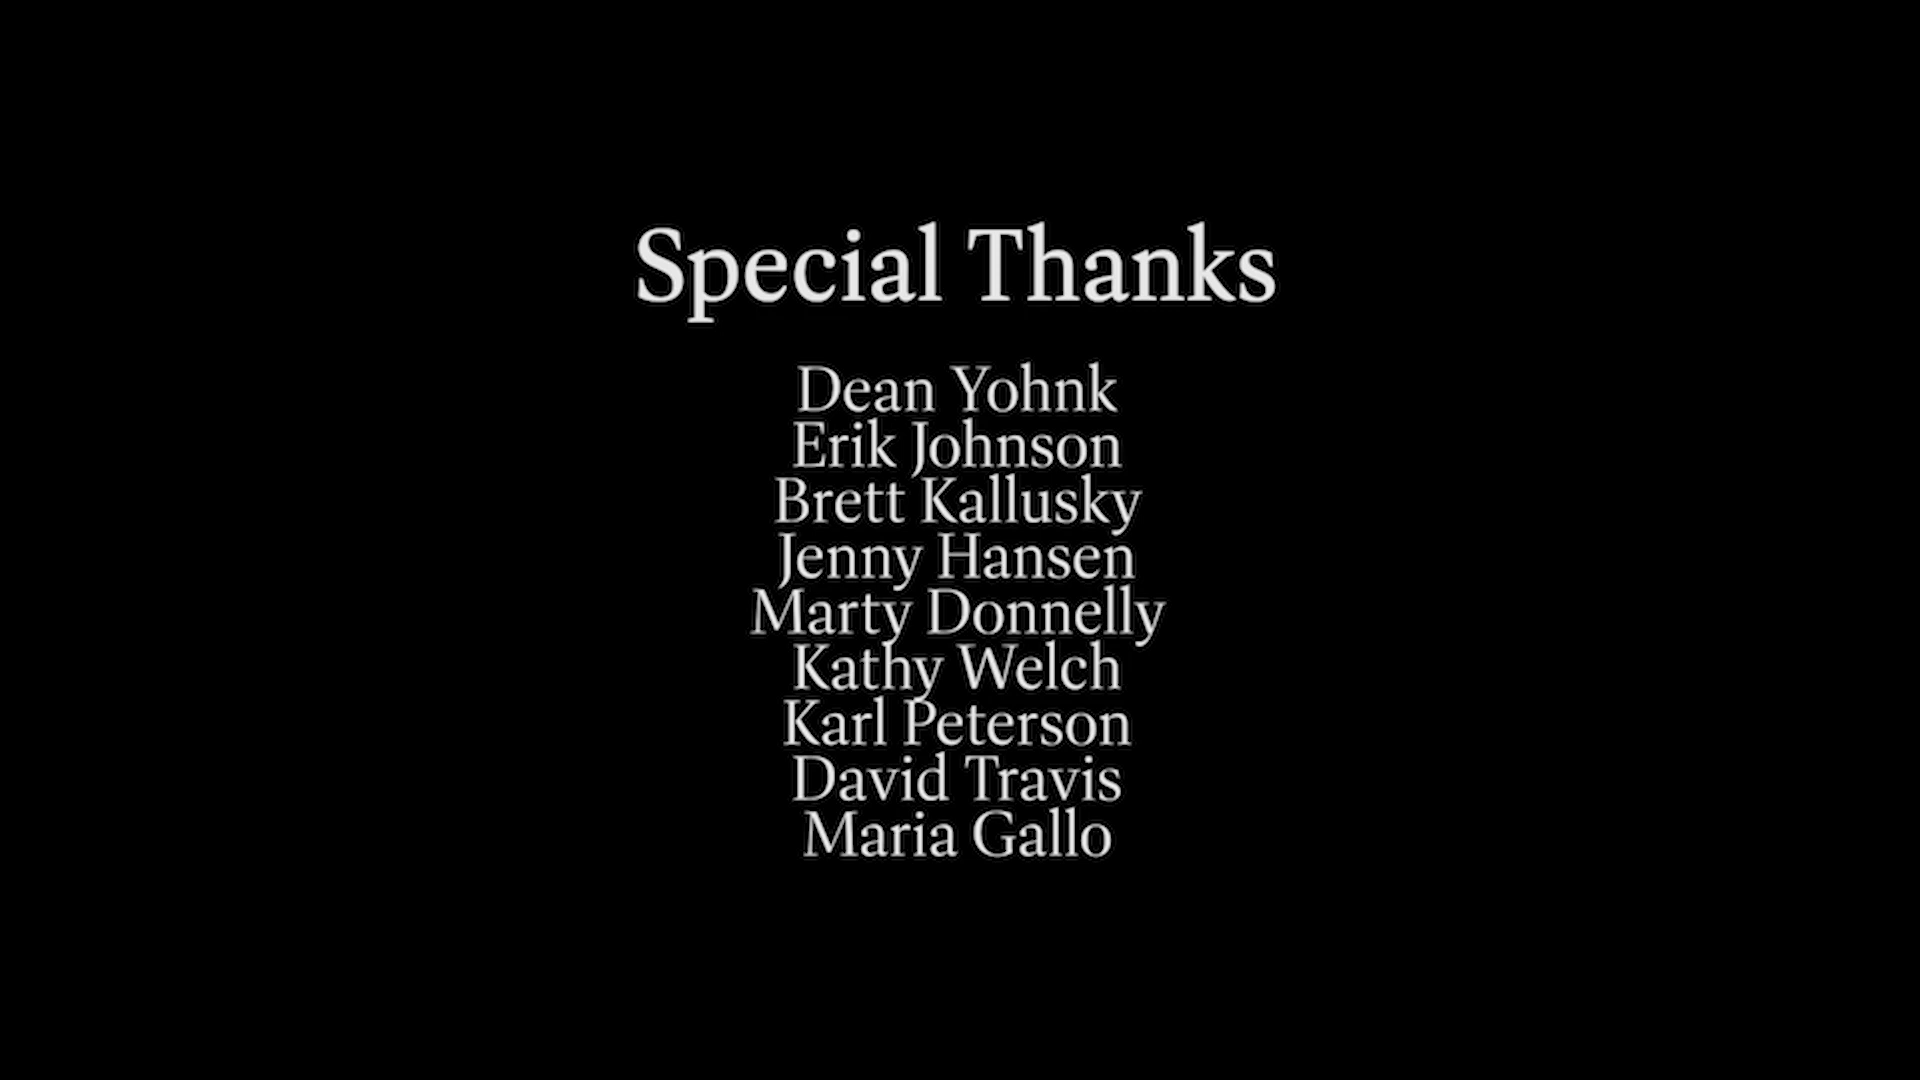 Special Thanks
Dean Yohnk
Erik Johnson
Brett Kallusky
Jenny Hansen
Marty Donnelly
Kathy Welch
Karl Peterson
David Travis
Maria Gallo